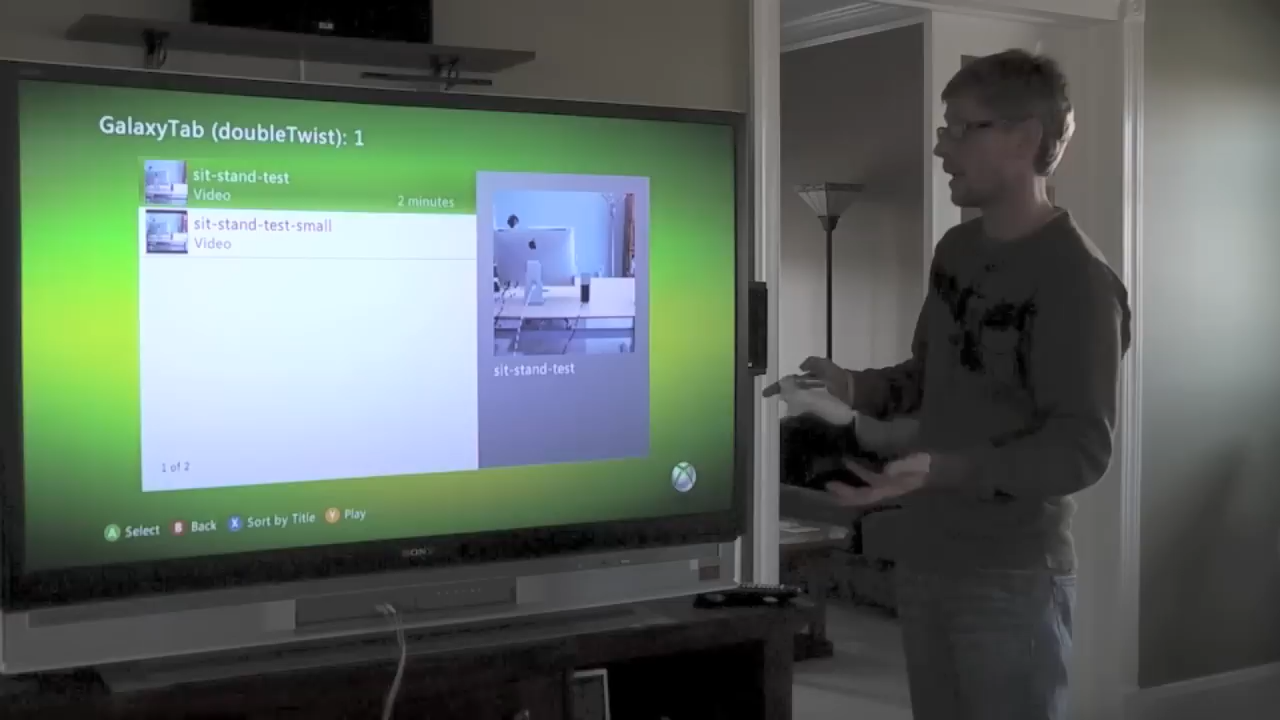 GalaxyTab (doubleTwist): 1
sit-stand-test
Video
2 minutes
sit-stand-test-small
Video
sit-stand-test
1 of 2
A Select B Back X Sort by Title Y Play
SONY